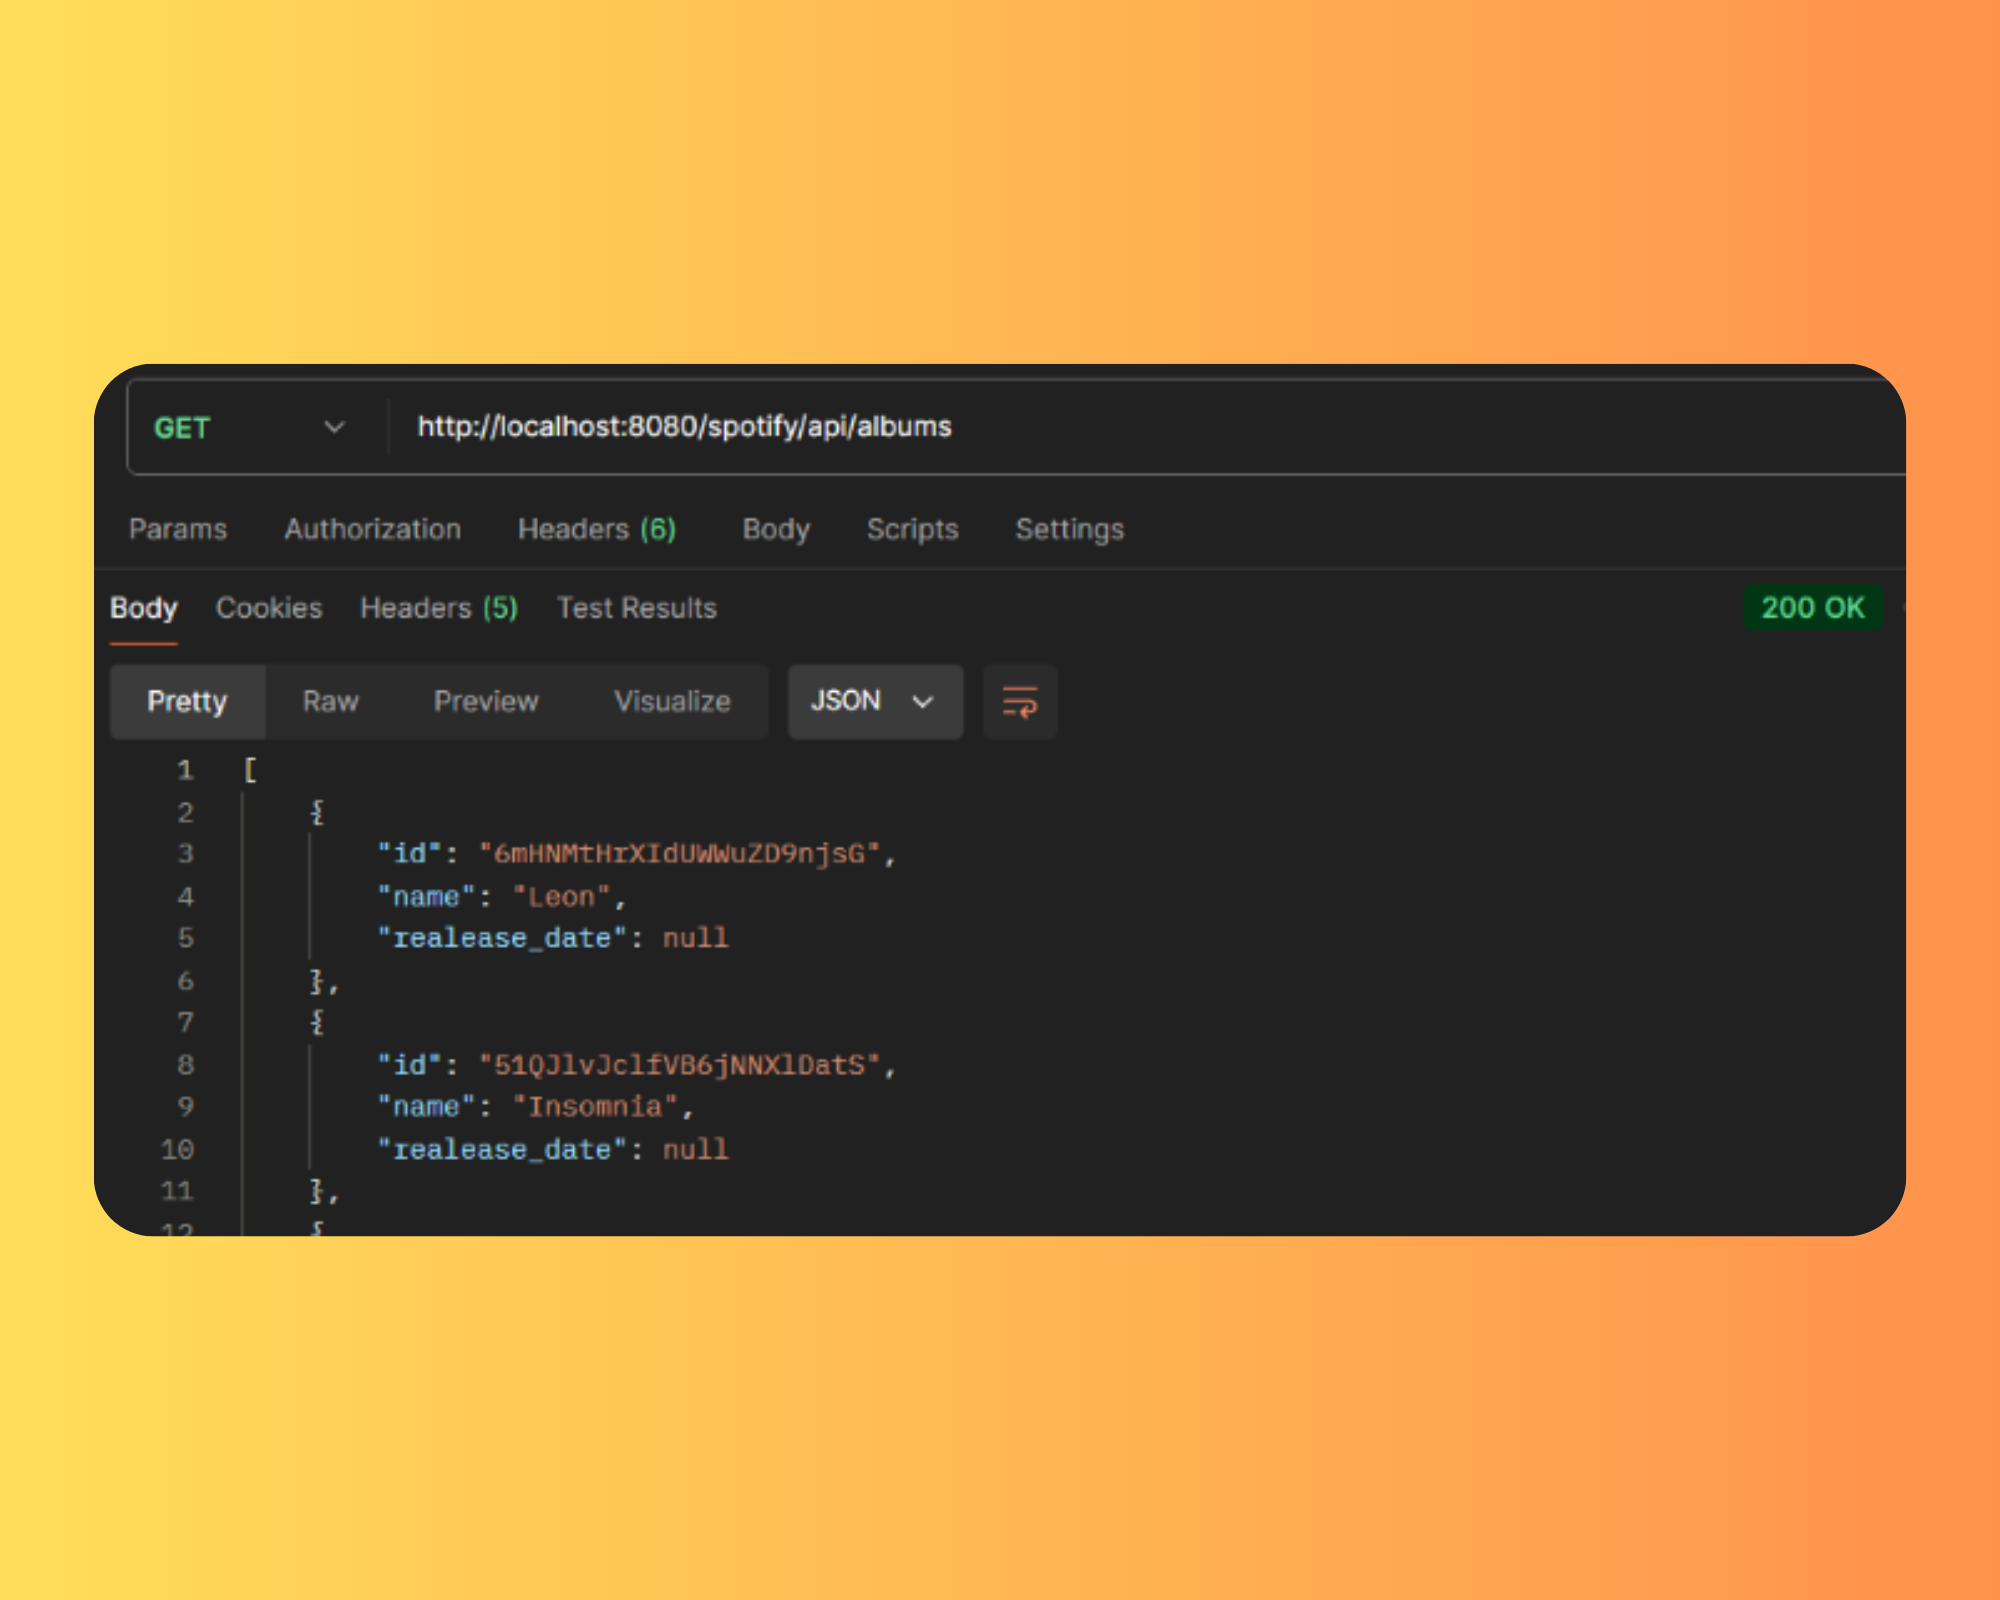 GET http://localhost:8080/spotify/api/albums
Params Authorization Headers (6) Body Scripts Settings
Body Cookies Headers (5) Test Results 200 OK
Pretty Raw Preview Visualize JSON
1 [
2 {
3 "id": "6mHNMtHrXIdUWWuZD9njsG",
4 "name": "Leon",
5 "realease_date": null
6 },
7 {
8 "id": "51QJlvJclfVB6jNNXlDatS",
9 "name": "Insomnia",
10 "realease_date": null
11 },
12 {